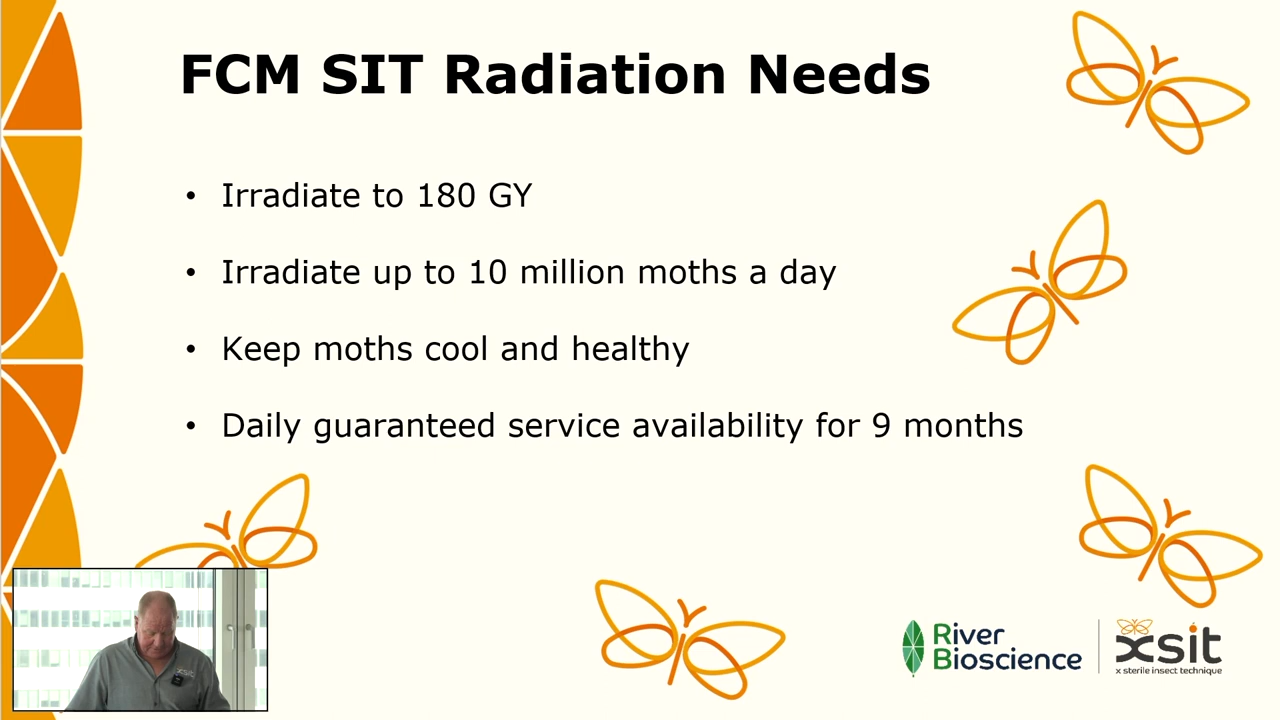 FCM SIT Radiation Needs
• Irradiate to 180 GY
• Irradiate up to 10 million moths a day
• Keep moths cool and healthy
• Daily guaranteed service availability for 9 months
River
Bioscience
xsit
x sterile insect technique